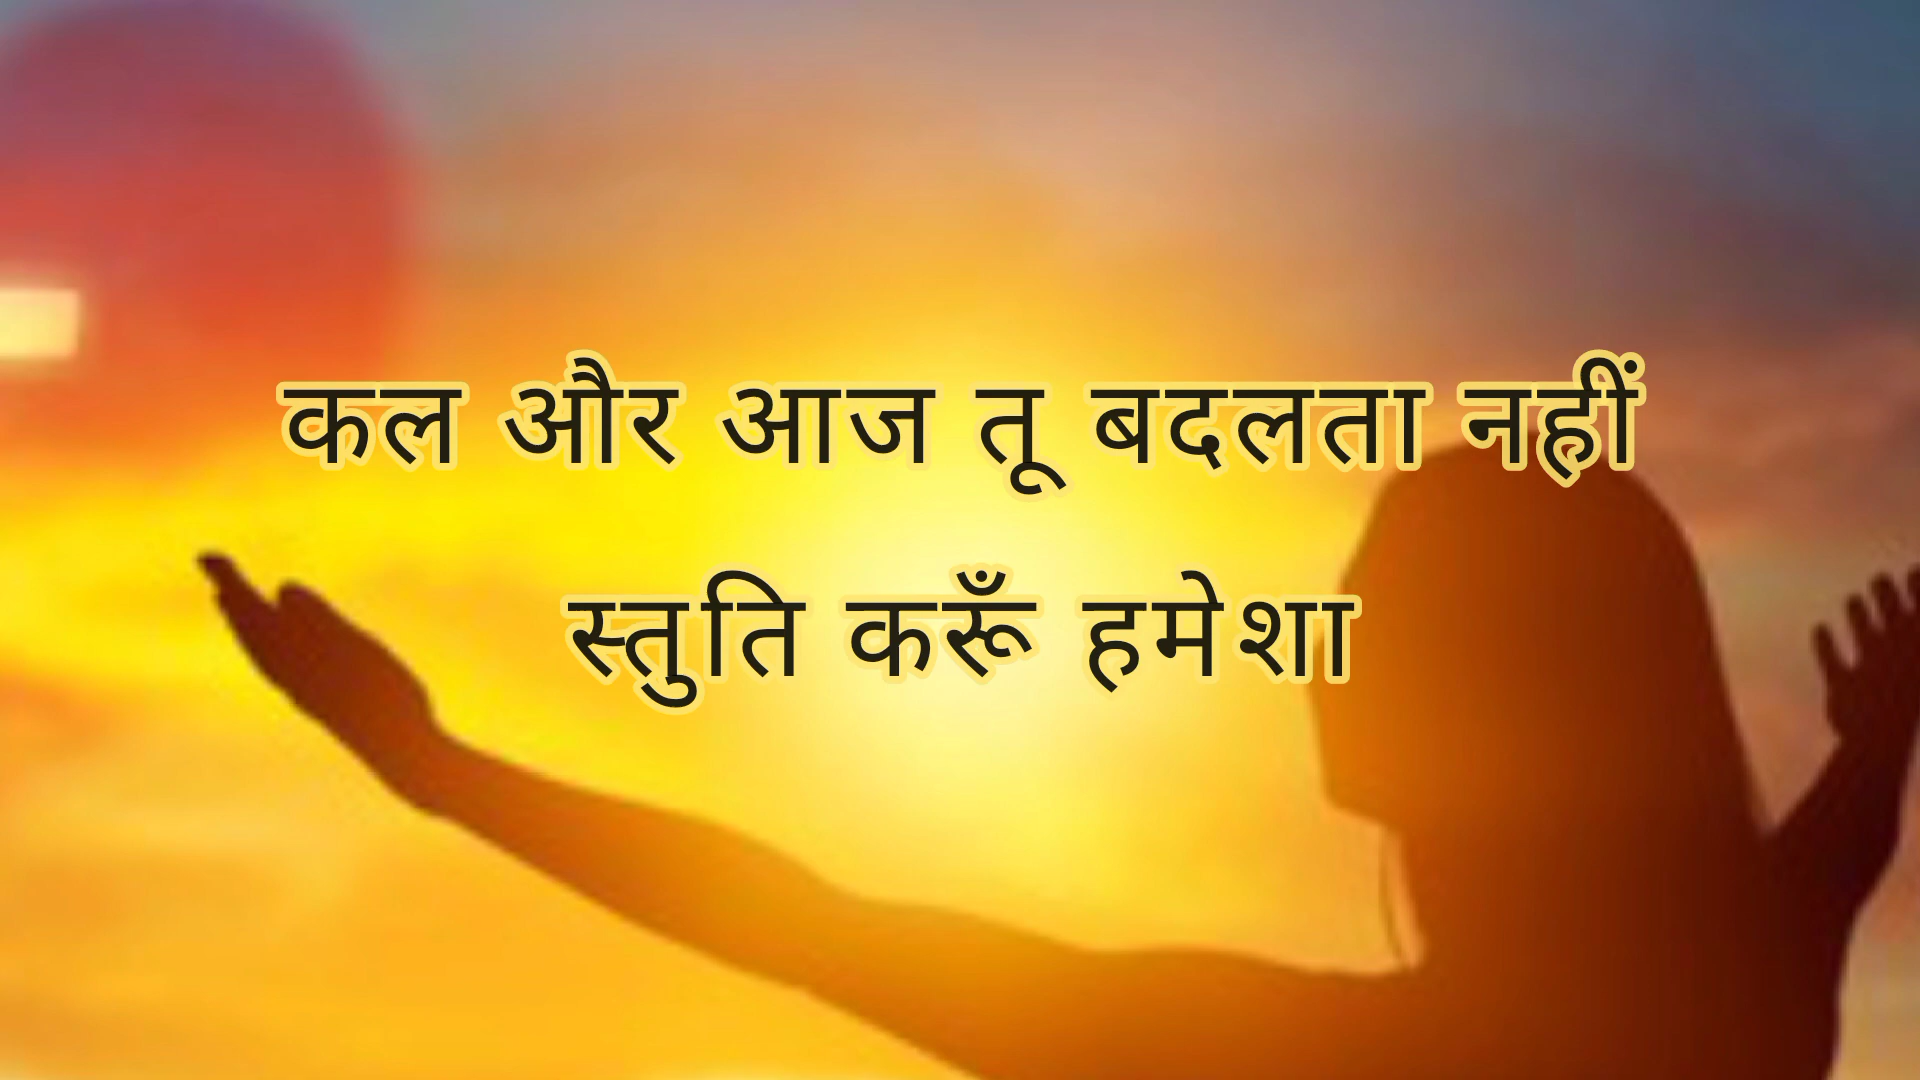 कल और आज तू बदलता नहीं
स्तुति करूँ हमेशा